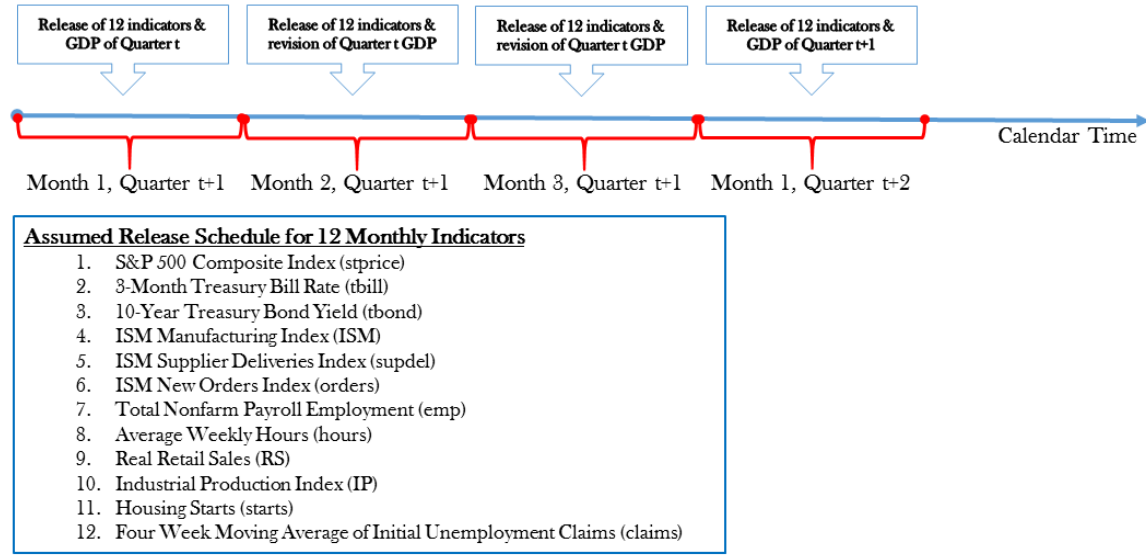 Release of 12 indicators &
GDP of Quarter t
Release of 12 indicators &
revision of Quarter t GDP
Release of 12 indicators &
revision of Quarter t GDP
Release of 12 indicators &
GDP of Quarter t+1
Calendar Time
Month 1, Quarter t+1
Month 2, Quarter t+1
Month 3, Quarter t+1
Month 1, Quarter t+2
Assumed Release Schedule for 12 Monthly Indicators
1. S&P 500 Composite Index (stprice)
2. 3-Month Treasury Bill Rate (tbill)
3. 10-Year Treasury Bond Yield (tbond)
4. ISM Manufacturing Index (ISM)
5. ISM Supplier Deliveries Index (supdel)
6. ISM New Orders Index (orders)
7. Total Nonfarm Payroll Employment (emp)
8. Average Weekly Hours (hours)
9. Real Retail Sales (RS)
10. Industrial Production Index (IP)
11. Housing Starts (starts)
12. Four Week Moving Average of Initial Unemployment Claims (claims)